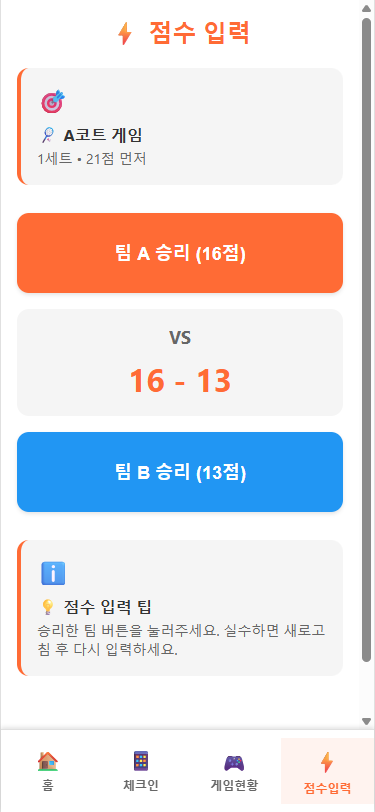 점수 입력
A코트 게임
1세트 • 21점 먼저
팀 A 승리 (16점)
VS
16 - 13
팀 B 승리 (13점)
점수 입력 팁
승리한 팀 버튼을 눌러주세요. 실수하면 새로고
침 후 다시 입력하세요.
홈
체크인
게임현황
점수입력